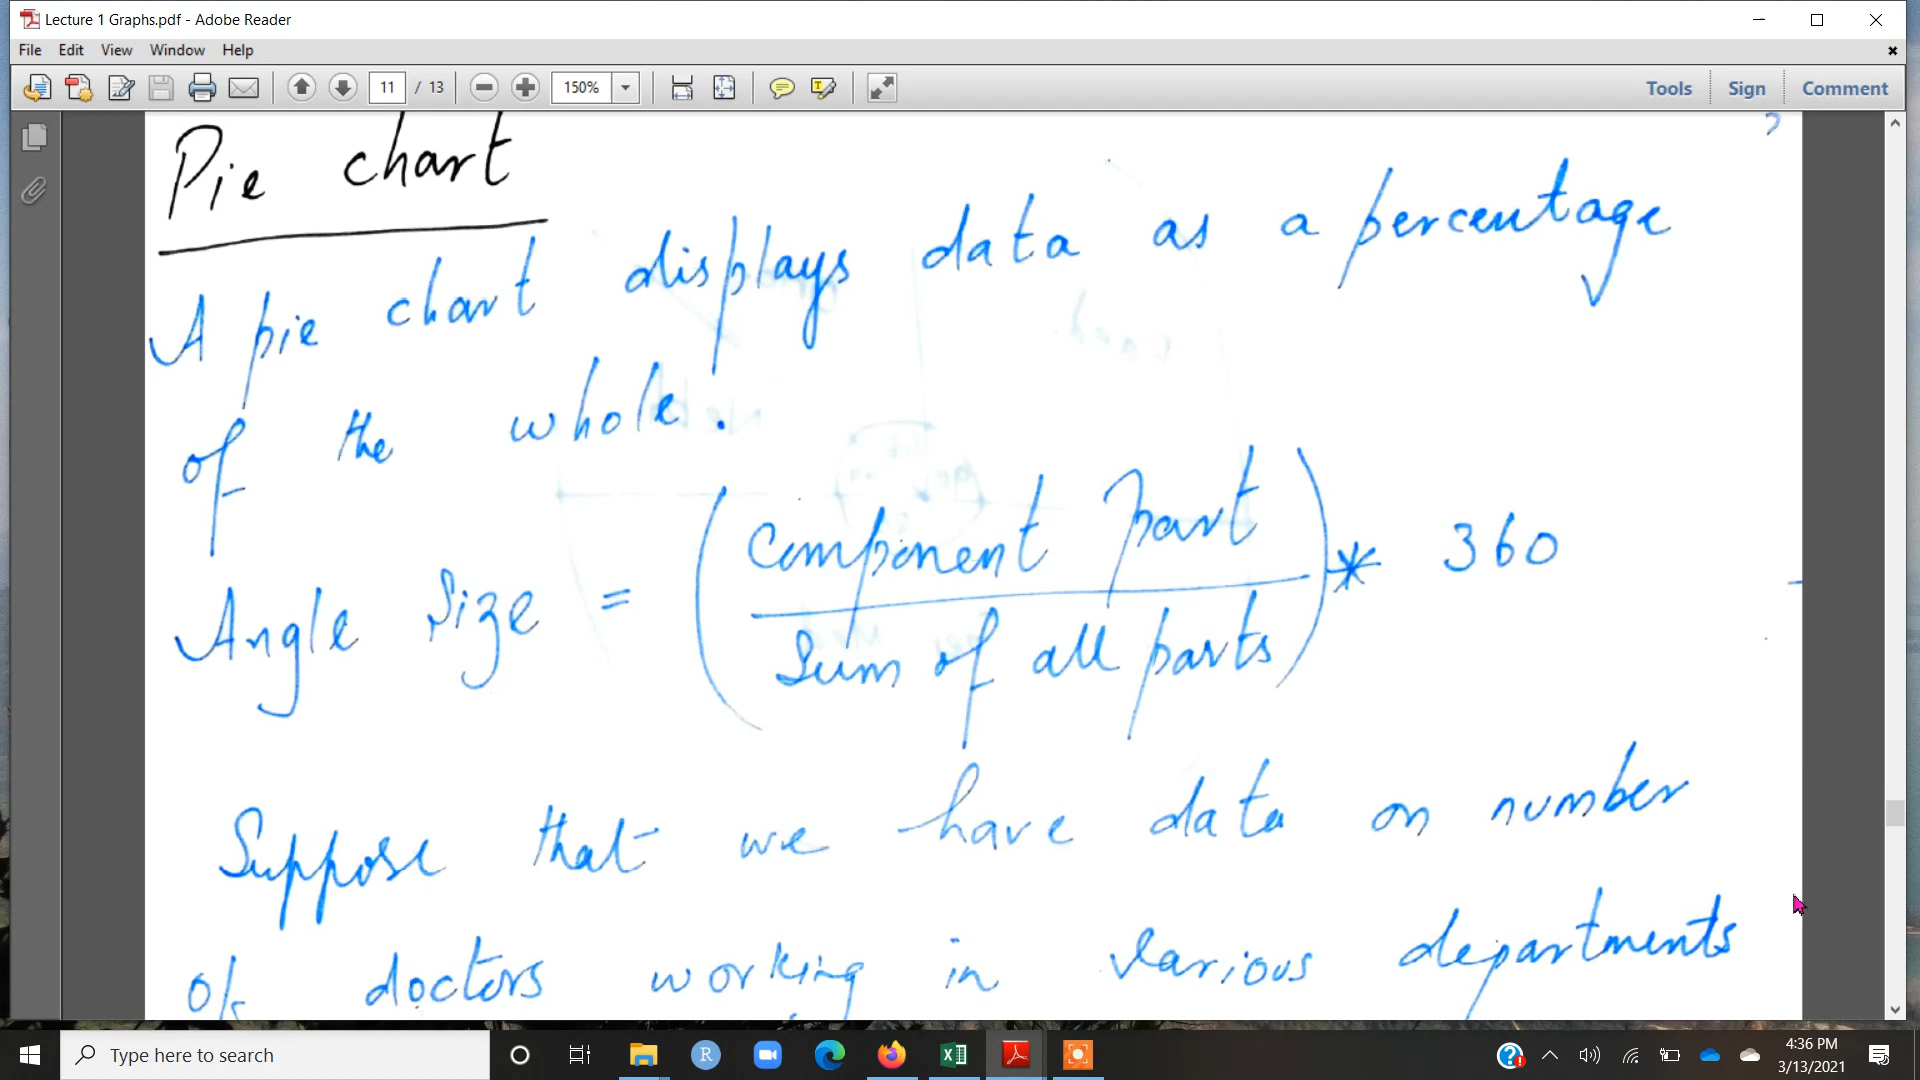 Lecture 1 Graphs.pdf - Adobe Reader
File Edit View Window Help
11 / 13 150% Tools Sign Comment
Pie chart
A pie chart displays data as a percentage
of the whole.
Angle Size = (component part / Sum of all parts) * 360
Suppose that we have data on number
of doctors working in various departments
Type here to search
4:36 PM
3/13/2021